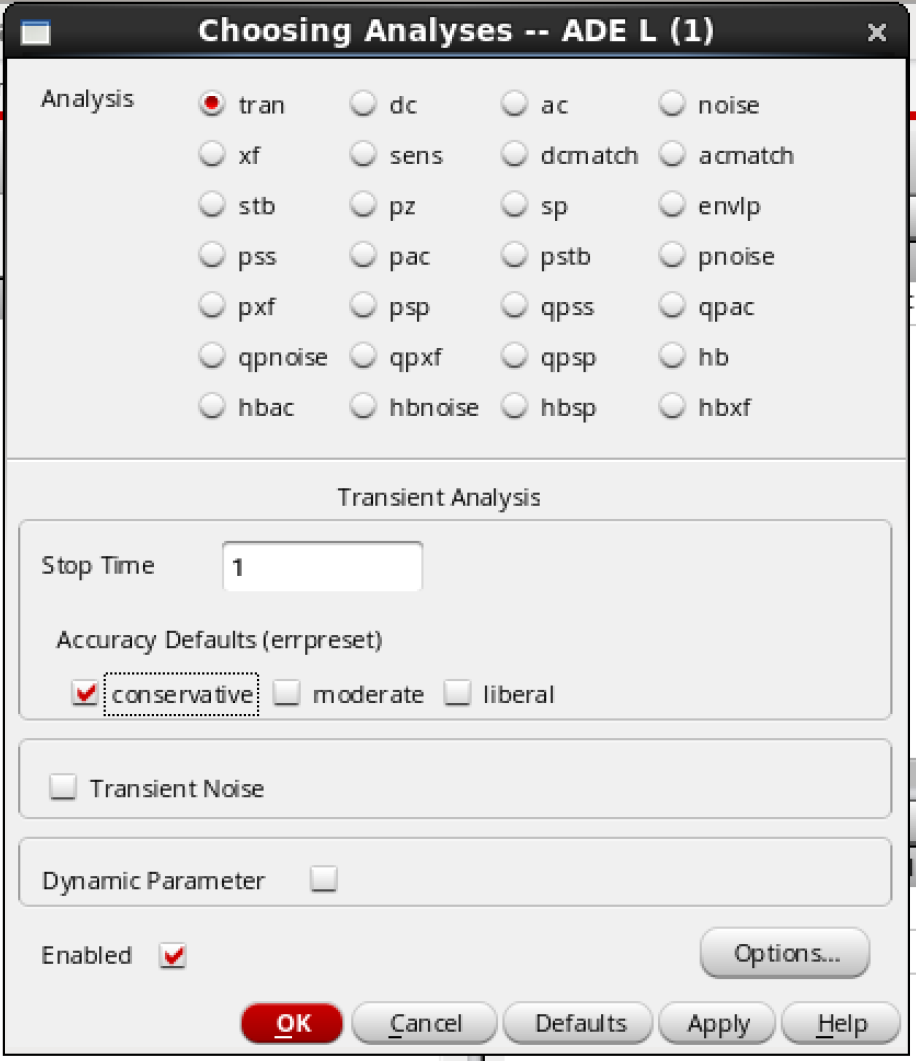 Choosing Analyses -- ADE L (1)
Analysis tran dc ac noise
xf sens dcmatch acmatch
stb pz sp envlp
pss pac pstb pnoise
pxf psp qpss qpac
qpnoise qpxf qpsp hb
hbac hbnoise hbsp hbxf
Transient Analysis
Stop Time 1
Accuracy Defaults (errpreset)
conservative moderate liberal
Transient Noise
Dynamic Parameter
Enabled Options...
OK Cancel Defaults Apply Help